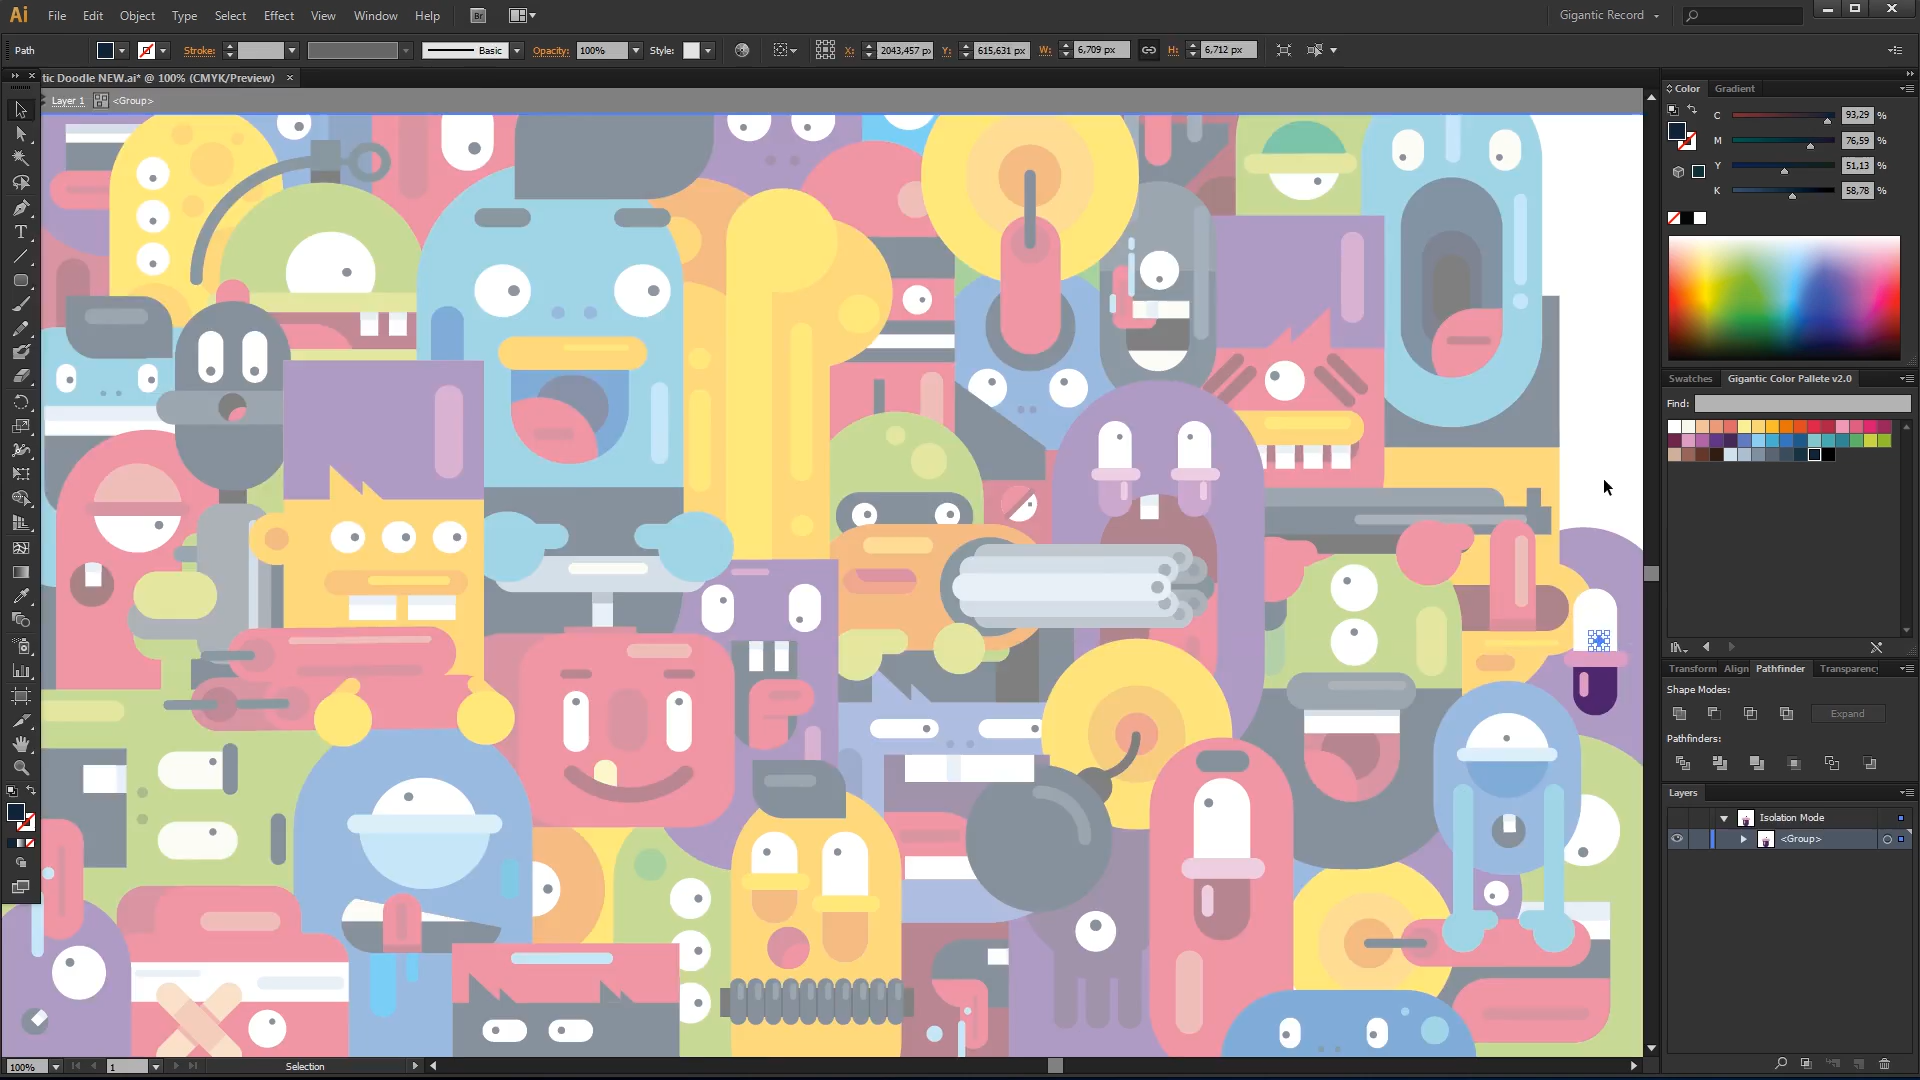 Ai File Edit Object Type Select Effect View Window Help Br Gigantic Record
Path Stroke: Basic Opacity: 100% Style: X: 2043,457 px Y: 615,631 px W: 6,709 px H: 6,712 px
tic Doodle NEW.ai* @ 100% (CMYK/Preview)
Layer 1 <Group>
Color Gradient
C 93,29 %
M 76,59 %
Y 51,13 %
K 58,78 %
Swatches Gigantic Color Pallete v2.0
Find:
Transform Align Pathfinder Transparenc
Shape Modes:
Expand
Pathfinders:
Layers
Isolation Mode
<Group>
100% 1 Selection